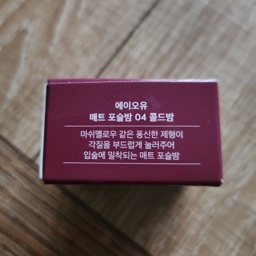 에이오유
매트 포슬밤 04 콜드밤
마쉬멜로우 같은 퐁신한 제형이
각질을 부드럽게 눌러주어
입술에 밀착되는 매트 포슬밤